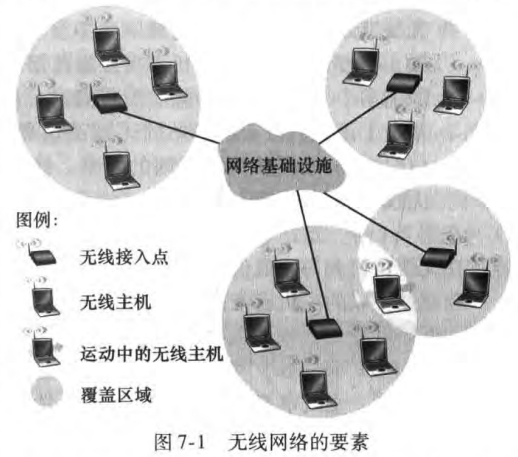 网络基础设施
图例:
无线接入点
无线主机
运动中的无线主机
覆盖区域
图 7-1 无线网络的要素